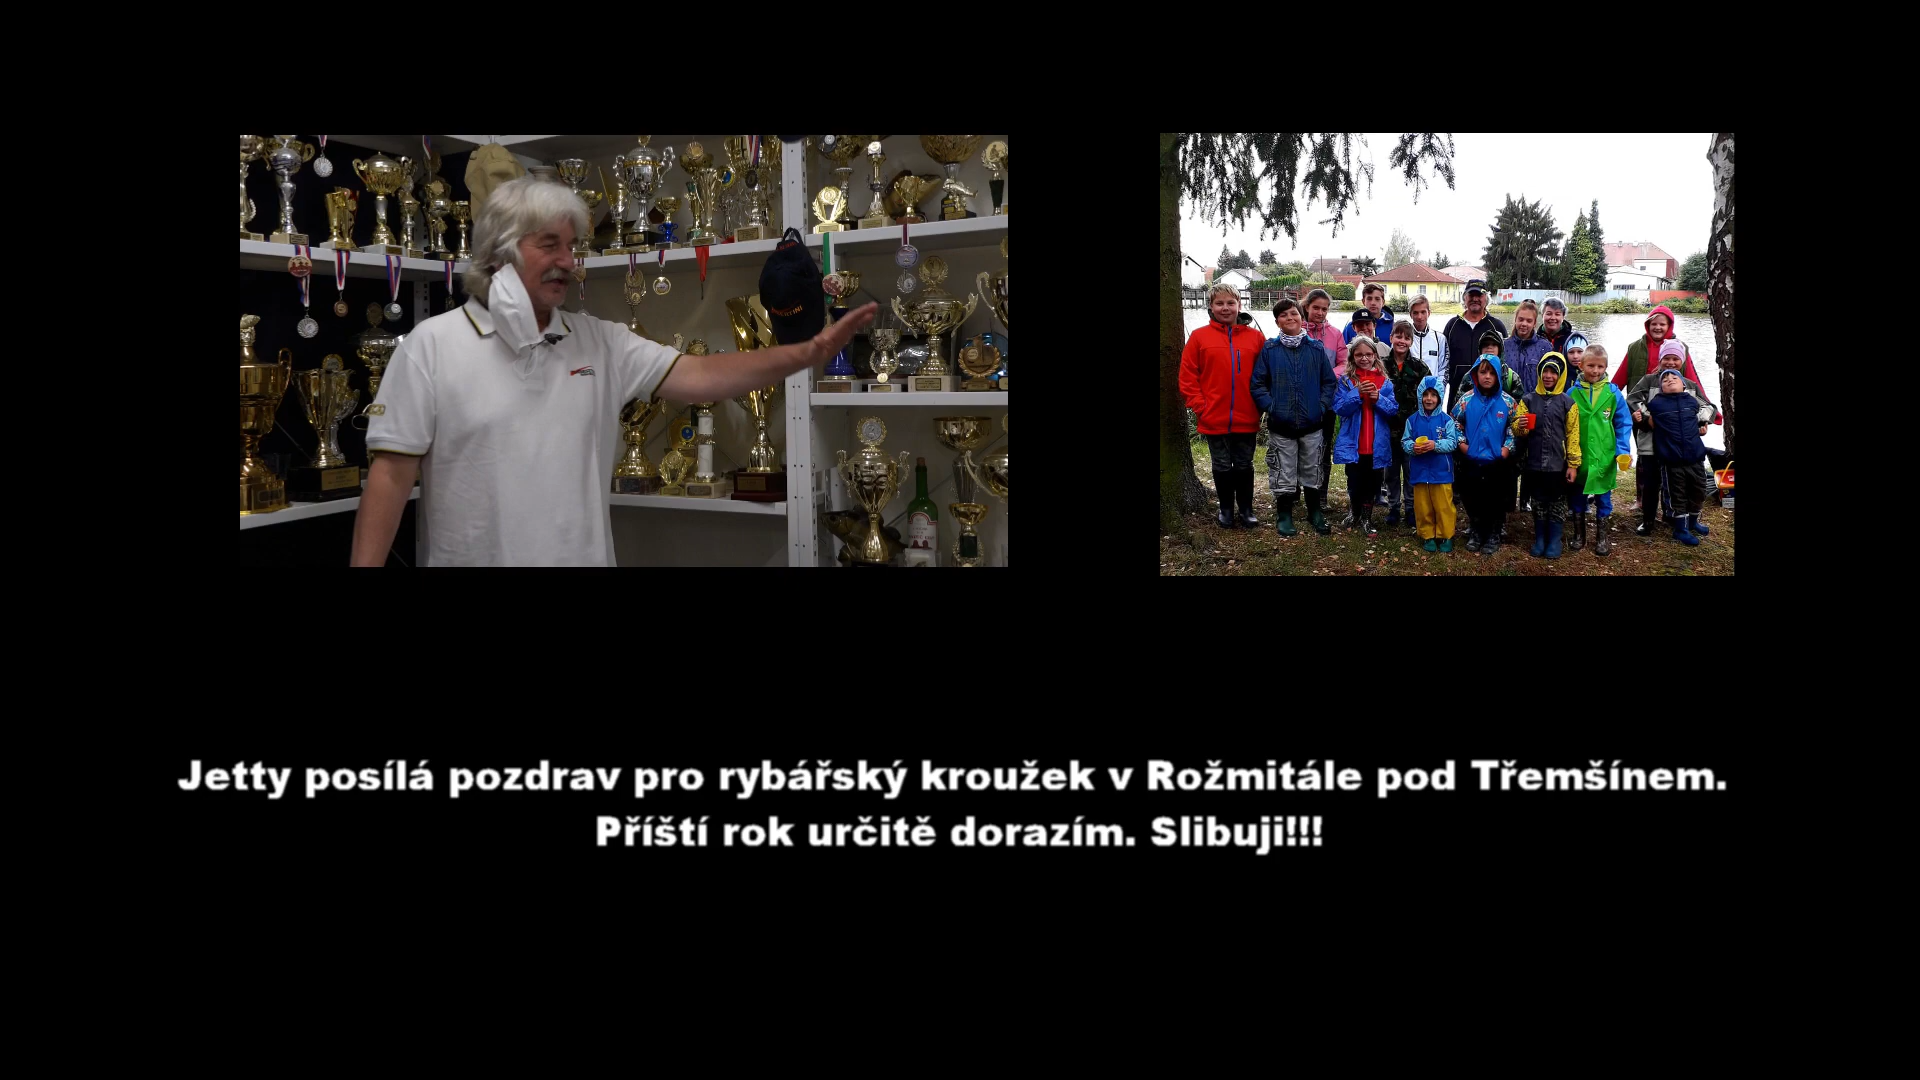 Jetty posílá pozdrav pro rybářský kroužek v Rožmitále pod Třemšínem.
Příští rok určitě dorazím. Slibuji!!!